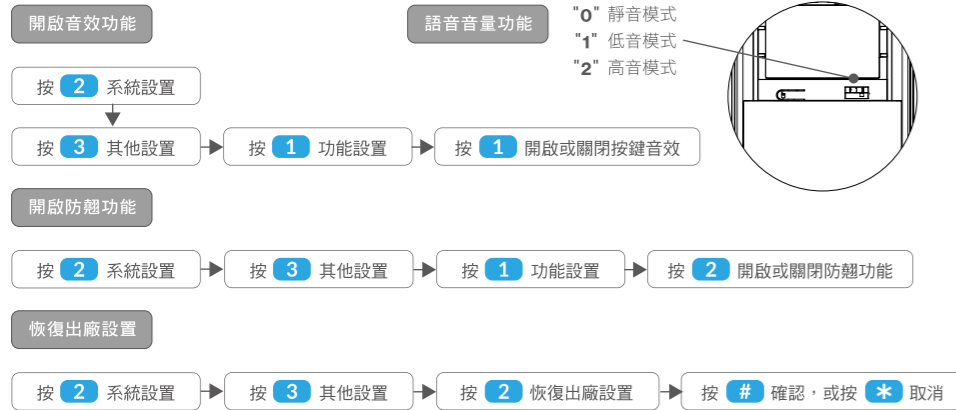 開啟音效功能
按 2 系統設置
按 3 其他設置
按 1 功能設置
按 1 開啟或關閉按鍵音效
語音音量功能
"0" 靜音模式
"1" 低音模式
"2" 高音模式
開啟防翹功能
按 2 系統設置
按 3 其他設置
按 1 功能設置
按 2 開啟或關閉防翹功能
恢復出廠設置
按 2 系統設置
按 3 其他設置
按 2 恢復出廠設置
按 # 確認，或按 * 取消